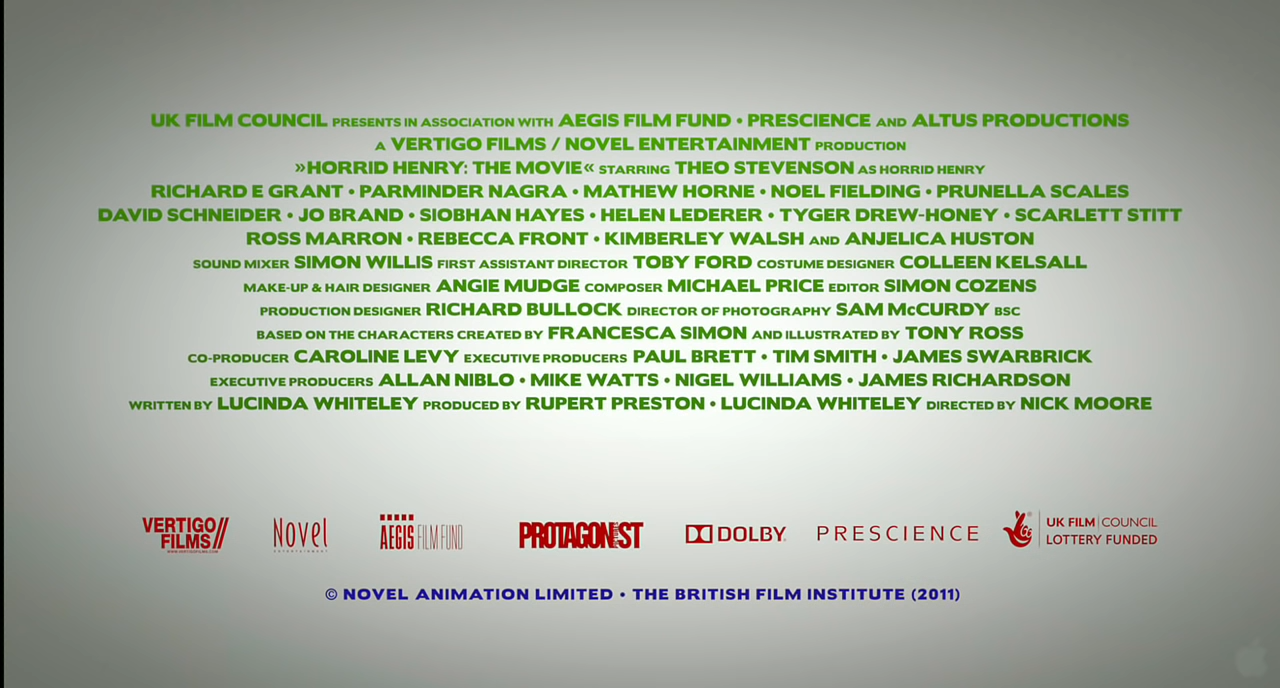 UK FILM COUNCIL PRESENTS IN ASSOCIATION WITH AEGIS FILM FUND • PRESCIENCE AND ALTUS PRODUCTIONS
A VERTIGO FILMS / NOVEL ENTERTAINMENT PRODUCTION
»HORRID HENRY: THE MOVIE« STARRING THEO STEVENSON AS HORRID HENRY
RICHARD E GRANT • PARMINDER NAGRA • MATHEW HORNE • NOEL FIELDING • PRUNELLA SCALES
DAVID SCHNEIDER • JO BRAND • SIOBHAN HAYES • HELEN LEDERER • TYGER DREW-HONEY • SCARLETT STITT
ROSS MARRON • REBECCA FRONT • KIMBERLEY WALSH AND ANJELICA HUSTON
SOUND MIXER SIMON WILLIS FIRST ASSISTANT DIRECTOR TOBY FORD COSTUME DESIGNER COLLEEN KELSALL
MAKE-UP & HAIR DESIGNER ANGIE MUDGE COMPOSER MICHAEL PRICE EDITOR SIMON COZENS
PRODUCTION DESIGNER RICHARD BULLOCK DIRECTOR OF PHOTOGRAPHY SAM McCURDY BSC
BASED ON THE CHARACTERS CREATED BY FRANCESCA SIMON AND ILLUSTRATED BY TONY ROSS
CO-PRODUCER CAROLINE LEVY EXECUTIVE PRODUCERS PAUL BRETT • TIM SMITH • JAMES SWARBRICK
EXECUTIVE PRODUCERS ALLAN NIBLO • MIKE WATTS • NIGEL WILLIAMS • JAMES RICHARDSON
WRITTEN BY LUCINDA WHITELEY PRODUCED BY RUPERT PRESTON • LUCINDA WHITELEY DIRECTED BY NICK MOORE
VERTIGO FILMS//
WWW.VERTIGOFILMS.COM
Novel
ENTERTAINMENT
AEGIS FILM FUND
PROTAGONIST
DOLBY
PRESCIENCE
UK FILM COUNCIL
LOTTERY FUNDED
© NOVEL ANIMATION LIMITED • THE BRITISH FILM INSTITUTE (2011)